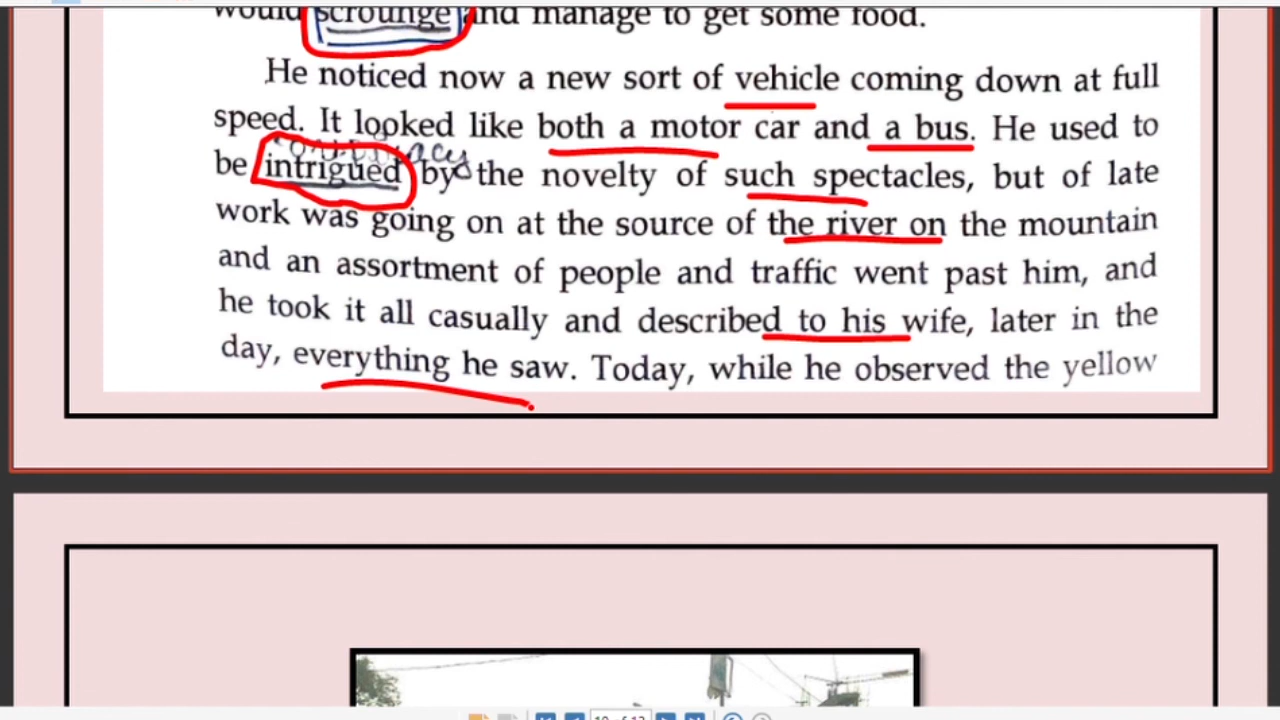 would scrounge and manage to get some food.
He noticed now a new sort of vehicle coming down at full
speed. It looked like both a motor car and a bus. He used to
be intrigued by the novelty of such spectacles, but of late
work was going on at the source of the river on the mountain
and an assortment of people and traffic went past him, and
he took it all casually and described to his wife, later in the
day, everything he saw. Today, while he observed the yellow